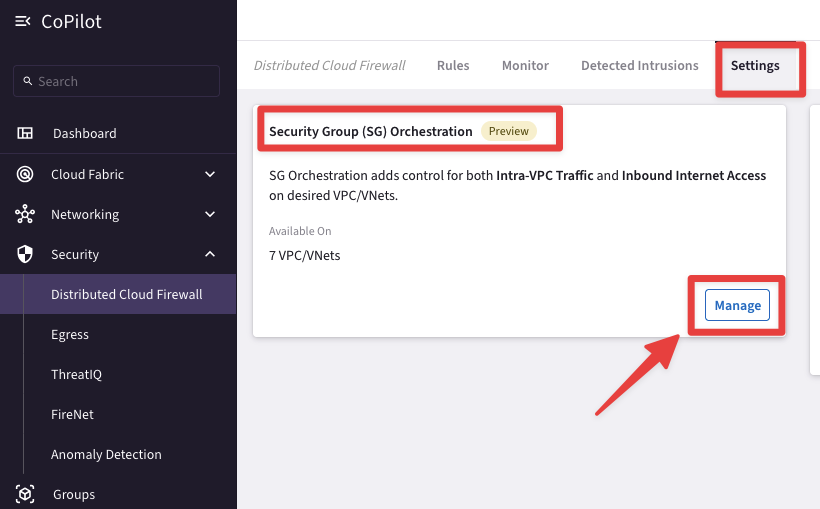 CoPilot
Search
Dashboard
Cloud Fabric
Networking
Security
Distributed Cloud Firewall
Egress
ThreatIQ
FireNet
Anomaly Detection
Groups
Distributed Cloud Firewall Rules Monitor Detected Intrusions Settings
Security Group (SG) Orchestration Preview
SG Orchestration adds control for both Intra-VPC Traffic and Inbound Internet Access
on desired VPC/VNets.
Available On
7 VPC/VNets
Manage